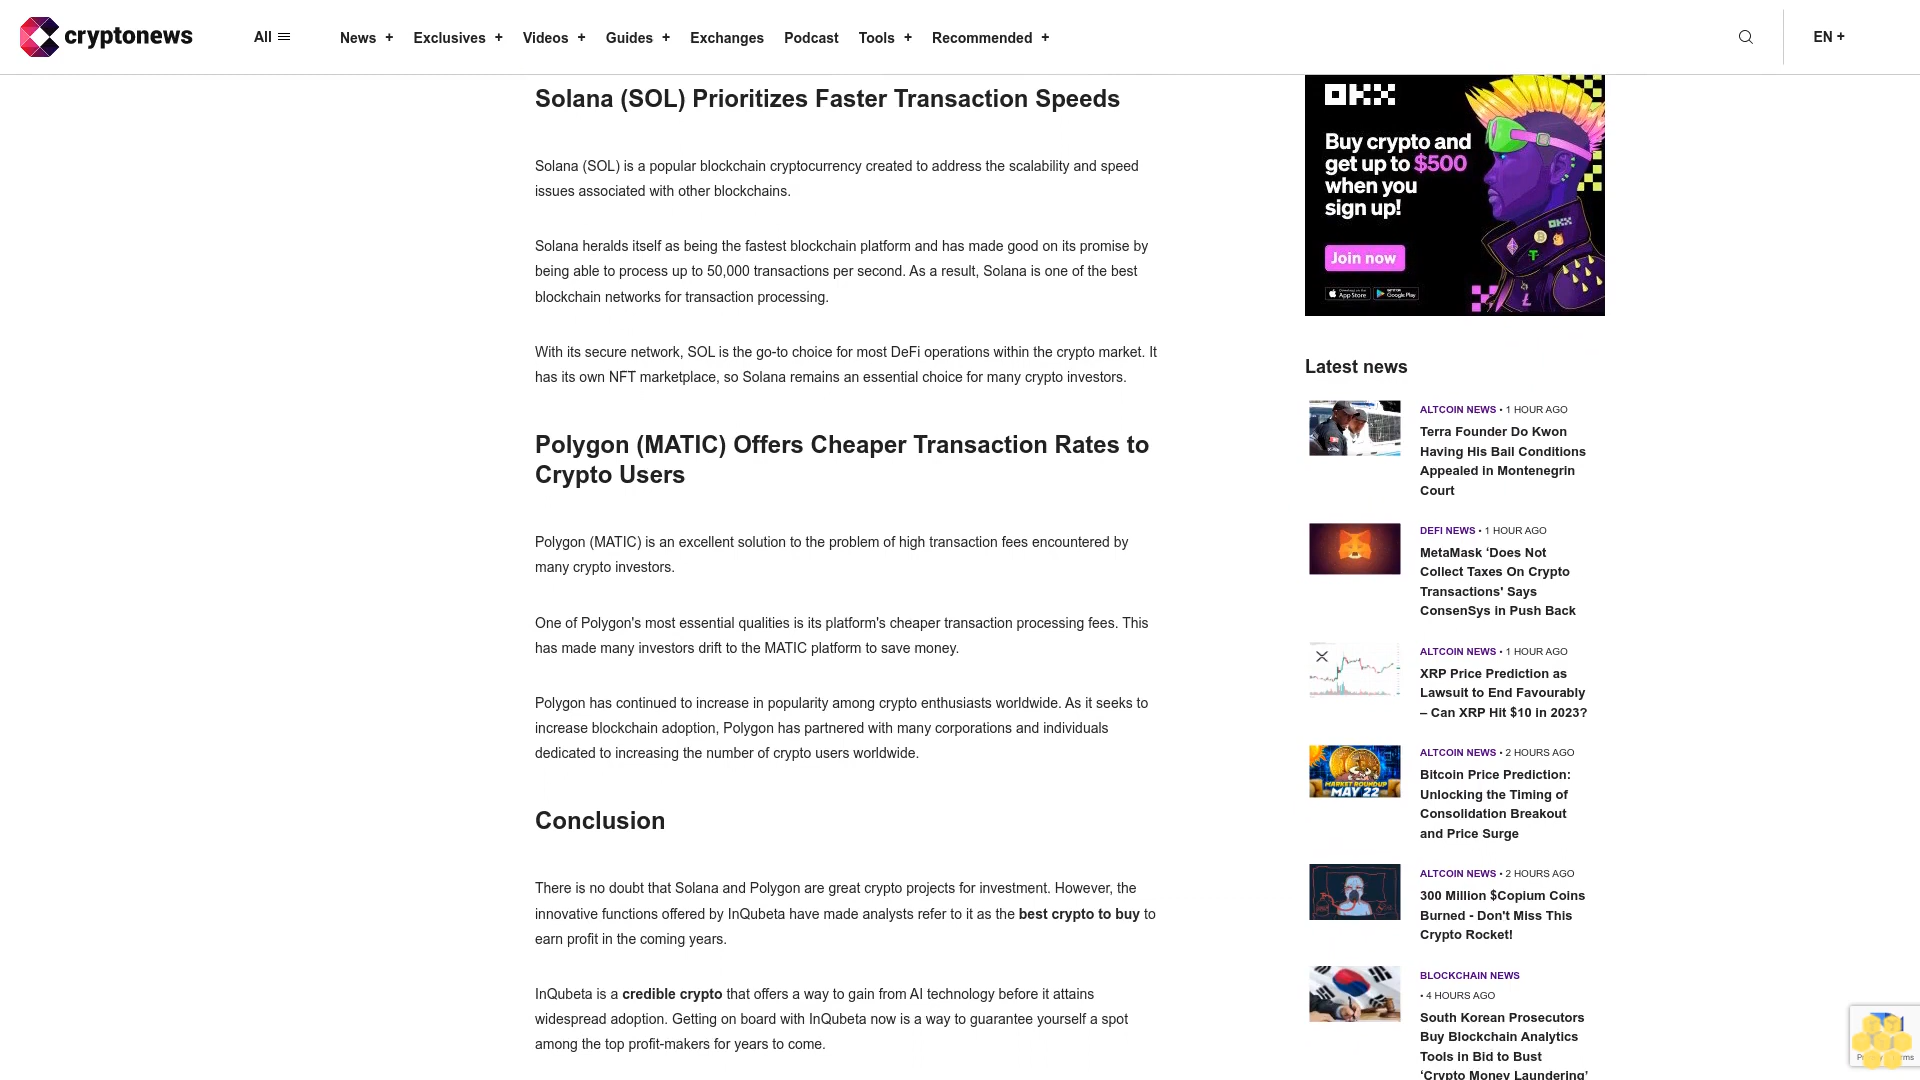 cryptonews
All
News +
Exclusives +
Videos +
Guides +
Exchanges
Podcast
Tools +
Recommended +
EN +
Solana (SOL) Prioritizes Faster Transaction Speeds
Solana (SOL) is a popular blockchain cryptocurrency created to address the scalability and speed
issues associated with other blockchains.
Solana heralds itself as being the fastest blockchain platform and has made good on its promise by
being able to process up to 50,000 transactions per second. As a result, Solana is one of the best
blockchain networks for transaction processing.
With its secure network, SOL is the go-to choice for most DeFi operations within the crypto market. It
has its own NFT marketplace, so Solana remains an essential choice for many crypto investors.
Polygon (MATIC) Offers Cheaper Transaction Rates to
Crypto Users
Polygon (MATIC) is an excellent solution to the problem of high transaction fees encountered by
many crypto investors.
One of Polygon's most essential qualities is its platform's cheaper transaction processing fees. This
has made many investors drift to the MATIC platform to save money.
Polygon has continued to increase in popularity among crypto enthusiasts worldwide. As it seeks to
increase blockchain adoption, Polygon has partnered with many corporations and individuals
dedicated to increasing the number of crypto users worldwide.
Conclusion
There is no doubt that Solana and Polygon are great crypto projects for investment. However, the
innovative functions offered by InQubeta have made analysts refer to it as the best crypto to buy to
earn profit in the coming years.
InQubeta is a credible crypto that offers a way to gain from AI technology before it attains
widespread adoption. Getting on board with InQubeta now is a way to guarantee yourself a spot
among the top profit-makers for years to come.
OKX
Buy crypto and
get up to $500
when you
sign up!
Join now
App Store
Google Play
OKX
Latest news
ALTCOIN NEWS • 1 HOUR AGO
Terra Founder Do Kwon
Having His Bail Conditions
Appealed in Montenegrin
Court
DEFI NEWS • 1 HOUR AGO
MetaMask ‘Does Not
Collect Taxes On Crypto
Transactions' Says
ConsenSys in Push Back
ALTCOIN NEWS • 1 HOUR AGO
XRP Price Prediction as
Lawsuit to End Favourably
– Can XRP Hit $10 in 2023?
MARKET ROUNDUP
MAY 22
ALTCOIN NEWS • 2 HOURS AGO
Bitcoin Price Prediction:
Unlocking the Timing of
Consolidation Breakout
and Price Surge
ALTCOIN NEWS • 2 HOURS AGO
300 Million $Copium Coins
Burned - Don't Miss This
Crypto Rocket!
BLOCKCHAIN NEWS
• 4 HOURS AGO
South Korean Prosecutors
Buy Blockchain Analytics
Tools in Bid to Bust
‘Crypto Money Laundering’